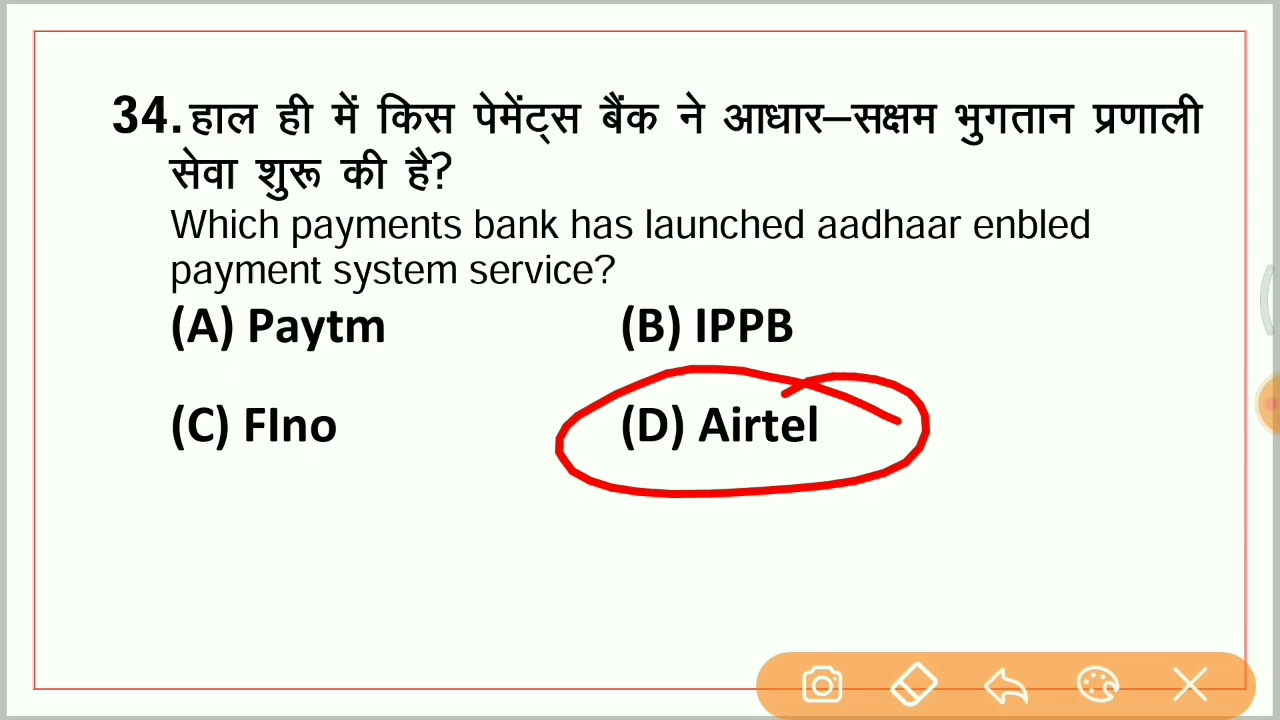 34. हाल ही में किस पेमेंट्स बैंक ने आधार–सक्षम भुगतान प्रणाली
सेवा शुरू की है?
Which payments bank has launched aadhaar enbled
payment system service?
(A) Paytm (B) IPPB
(C) FIno (D) Airtel